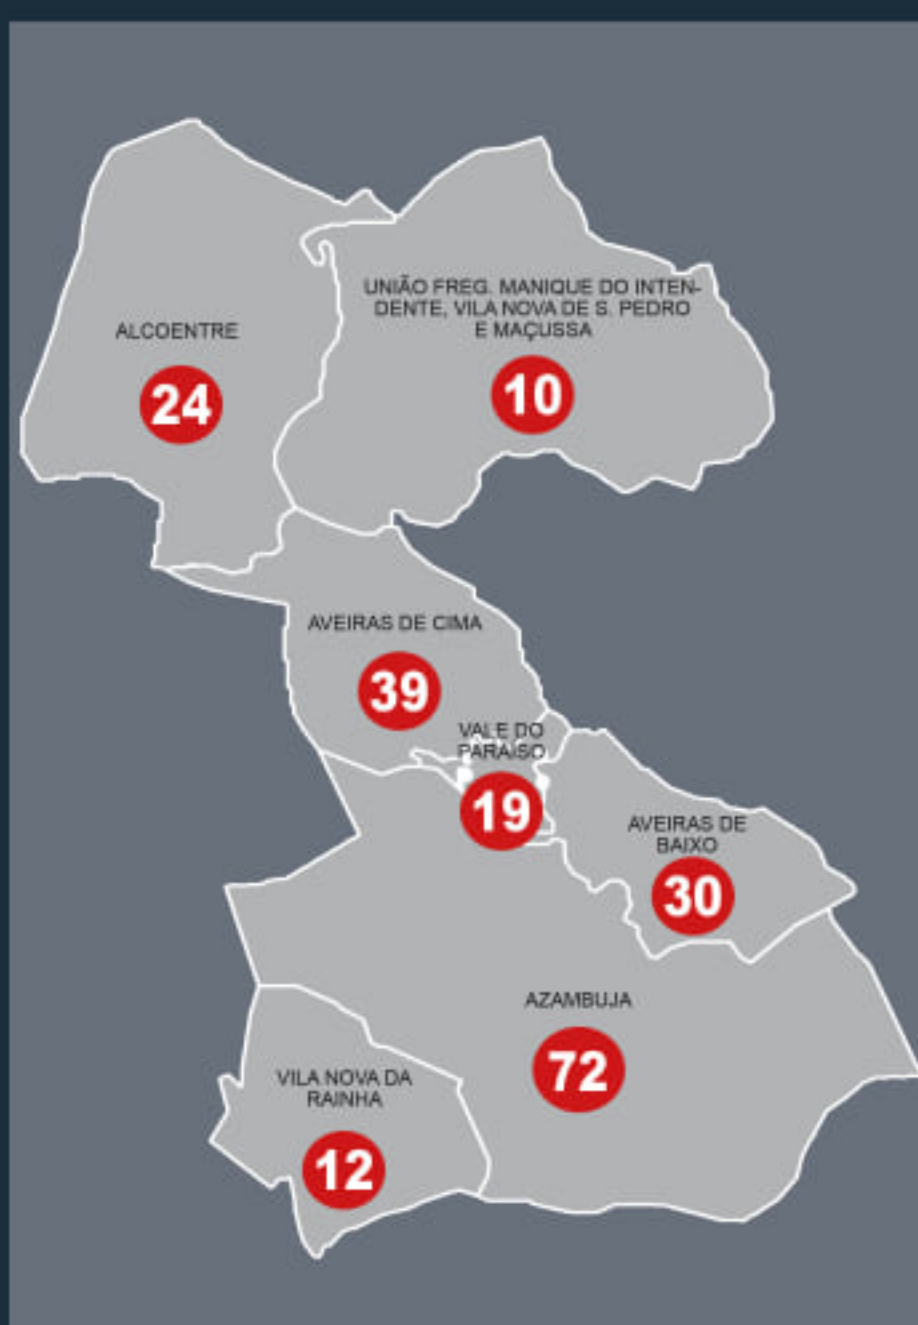 UNIÃO FREG. MANIQUE DO INTEN-
DENTE, VILA NOVA DE S. PEDRO
E MAÇUSSA
10
ALCOENTRE
24
AVEIRAS DE CIMA
39
VALE DO
PARAÍSO
19
AVEIRAS DE
BAIXO
30
AZAMBUJA
72
VILA NOVA DA
RAINHA
12